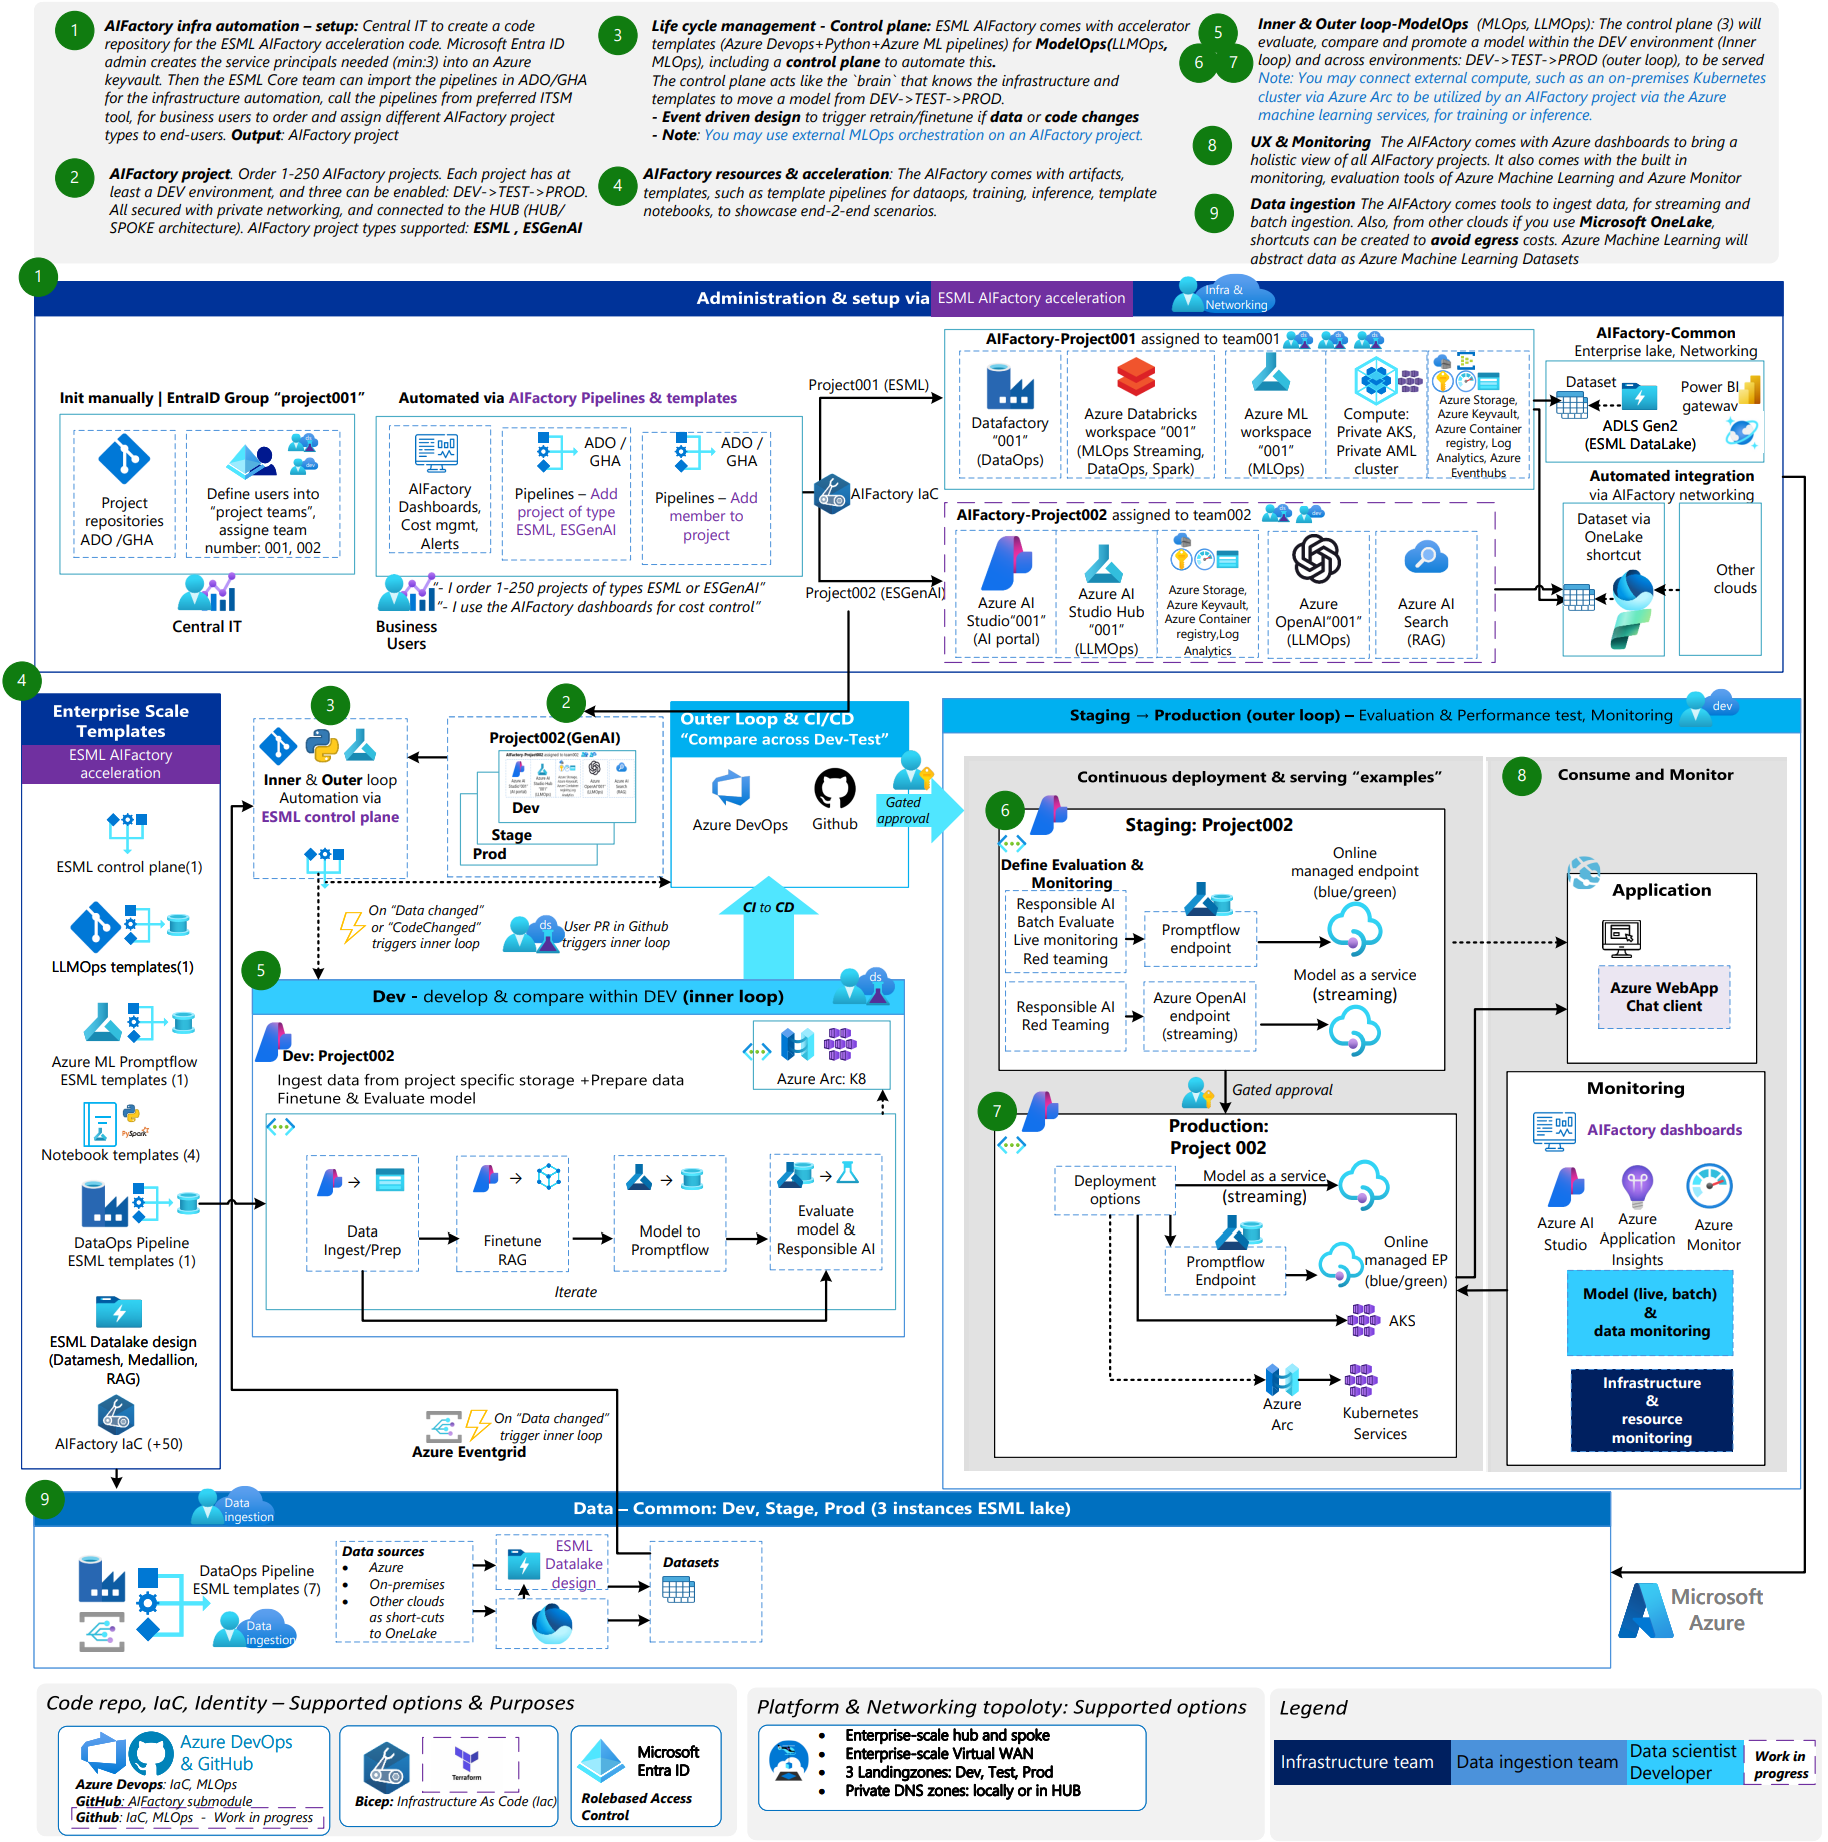 1
AIFactory infra automation – setup: Central IT to create a code
repository for the ESML AIFactory acceleration code. Microsoft Entra ID
admin creates the service principals needed (min:3) into an Azure
keyvault. Then the ESML Core team can import the pipelines in ADO/GHA
for the infrastructure automation, call the pipelines from preferred ITSM
tool, for business users to order and assign different AIFactory project
types to end-users. Output: AIFactory project
2
AIFactory project. Order 1-250 AIFactory projects. Each project has at
least a DEV environment, and three can be enabled: DEV->TEST->PROD.
All secured with private networking, and connected to the HUB (HUB/
SPOKE architecture). AIFactory project types supported: ESML , ESGenAI
3
Life cycle management - Control plane: ESML AIFactory comes with accelerator
templates (Azure Devops+Python+Azure ML pipelines) for ModelOps(LLMOps,
MLOps), including a control plane to automate this.
The control plane acts like the `brain` that knows the infrastructure and
templates to move a model from DEV->TEST->PROD.
- Event driven design to trigger retrain/finetune if data or code changes
- Note: You may use external MLOps orchestration on an AIFactory project.
4
AIFactory resources & acceleration: The AIFactory comes with artifacts,
templates, such as template pipelines for dataops, training, inference, template
notebooks, to showcase end-2-end scenarios.
5
6 7
Inner & Outer loop-ModelOps (MLOps, LLMOps): The control plane (3) will
evaluate, compare and promote a model within the DEV environment (Inner
loop) and across environments: DEV->TEST->PROD (outer loop), to be served
Note: You may connect external compute, such as an on-premises Kubernetes
cluster via Azure Arc to be utilized by an AIFactory project via the Azure
machine learning services, for training or inference.
8
UX & Monitoring The AIFActory comes with Azure dashboards to bring a
holistic view of all AIFactory projects. It also comes with the built in
monitoring, evaluation tools of Azure Machine Learning and Azure Monitor
9
Data ingestion The AIFActory comes tools to ingest data, for streaming and
batch ingestion. Also, from other clouds if you use Microsoft OneLake,
shortcuts can be created to avoid egress costs. Azure Machine Learning will
abstract data as Azure Machine Learning Datasets
1
Administration & setup via ESML AIFactory acceleration
Infra &
Networking
Init manually | EntraID Group “project001”
Project
repositories
ADO /GHA
Define users into
“project teams”,
assigne team
number: 001, 002
dev
Central IT
Automated via AIFactory Pipelines & templates
AIFactory
Dashboards,
Cost mgmt,
Alerts
ADO /
GHA
Pipelines – Add
project of type
ESML, ESGenAI
ADO /
GHA
Pipelines – Add
member to
project
Business
Users
“- I order 1-250 projects of types ESML or ESGenAI”
“- I use the AIFactory dashboards for cost control”
Project001 (ESML)
AIFactory IaC
Project002 (ESGenAI)
AIFactory-Project001 assigned to team001
Datafactory
“001”
(DataOps)
Azure Databricks
workspace “001”
(MLOps Streaming,
DataOps, Spark)
Azure ML
workspace
“001”
(MLOps)
Compute:
Private AKS,
Private AML
cluster
Azure Storage,
Azure Keyvault,
Azure Container
registry, Log
Analytics, Azure
Eventhubs
AIFactory-Project002 assigned to team002
dev
Azure AI
Studio“001”
(AI portal)
Azure AI
Studio Hub
“001”
(LLMOps)
Azure Storage,
Azure Keyvault,
Azure Container
registry,Log
Analytics
Azure
OpenAI“001”
(LLMOps)
Azure AI
Search
(RAG)
AIFactory-Common
Enterprise lake, Networking
Dataset
Power BI
gateway
ADLS Gen2
(ESML DataLake)
Automated integration
via AIFactory networking
Dataset via
OneLake
shortcut
Other
clouds
4
Enterprise Scale
Templates
ESML AIFactory
acceleration
ESML control plane(1)
LLMOps templates(1)
Azure ML Promptflow
ESML templates (1)
PySpark
Notebook templates (4)
DataOps Pipeline
ESML templates (1)
ESML Datalake design
(Datamesh, Medallion,
RAG)
AIFactory IaC (+50)
3
Inner & Outer loop
Automation via
ESML control plane
2
Project002(GenAI)
Dev
Stage
Prod
Outer Loop & CI/CD
“Compare across Dev-Test”
Azure DevOps
Github
Gated
approval
On “Data changed”
or “CodeChanged”
triggers inner loop
ds
User PR in Github
triggers inner loop
CI to CD
5
Dev - develop & compare within DEV (inner loop)
ds
Dev: Project002
Ingest data from project specific storage +Prepare data
Finetune & Evaluate model
Azure Arc: K8
Data
Ingest/Prep
Finetune
RAG
Model to
Promptflow
Evaluate
model &
Responsible AI
Iterate
On “Data changed”
trigger inner loop
Azure Eventgrid
Staging → Production (outer loop) – Evaluation & Performance test, Monitoring
dev
Continuous deployment & serving “examples”
6
Staging: Project002
Define Evaluation &
Monitoring
Responsible AI
Batch Evaluate
Live monitoring
Red teaming
Promptflow
endpoint
Online
managed endpoint
(blue/green)
Responsible AI
Red Teaming
Azure OpenAI
endpoint
(streaming)
Model as a service
(streaming)
Gated approval
7
Production:
Project 002
Deployment
options
Model as a service
(streaming)
Promptflow
Endpoint
Online
managed EP
(blue/green)
AKS
Azure
Arc
Kubernetes
Services
8
Consume and Monitor
Application
Azure WebApp
Chat client
Monitoring
AIFactory dashboards
Azure AI
Studio
Azure
Application
Insights
Azure
Monitor
Model (live, batch)
&
data monitoring
Infrastructure
&
resource
monitoring
9
Data
ingestion
Data – Common: Dev, Stage, Prod (3 instances ESML lake)
DataOps Pipeline
ESML templates (7)
Data
ingestion
Data sources
• Azure
• On-premises
• Other clouds
as short-cuts
to OneLake
ESML
Datalake
design
Datasets
Microsoft
Azure
Code repo, IaC, Identity – Supported options & Purposes
Azure DevOps
& GitHub
Azure Devops: IaC, MLOps
GitHub: AIFactory submodule
Github: IaC, MLOps - Work in progress
Terraform
Bicep: Infrastructure As Code (Iac)
Microsoft
Entra ID
Rolebased Access
Control
Platform & Networking topoloty: Supported options
• Enterprise-scale hub and spoke
• Enterprise-scale Virtual WAN
• 3 Landingzones: Dev, Test, Prod
• Private DNS zones: locally or in HUB
Legend
Infrastructure team
Data ingestion team
Data scientist
Developer
Work in
progress